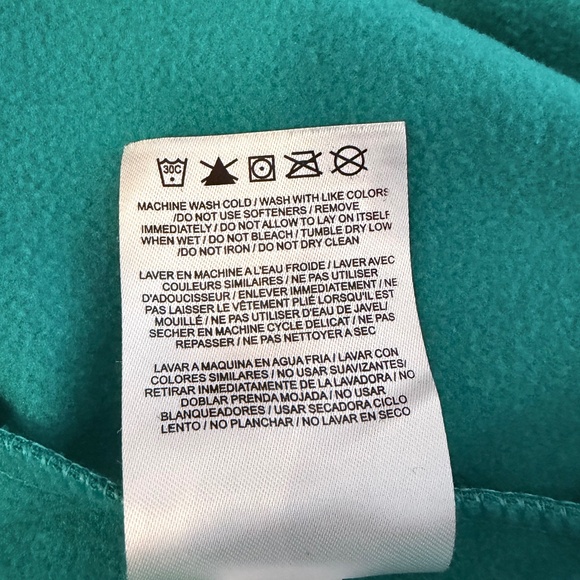 30C
MACHINE WASH COLD / WASH WITH LIKE COLORS
/DO NOT USE SOFTENERS / REMOVE
IMMEDIATELY / DO NOT ALLOW TO LAY ON ITSELF
WHEN WET / DO NOT BLEACH / TUMBLE DRY LOW
/DO NOT IRON / DO NOT DRY CLEAN
LAVER EN MACHINE A L'EAU FROIDE / LAVER AVEC
COULEURS SIMILAIRES / NE PAS UTILISER
D'ADOUCISSEUR / ENLEVER IMMEDIATEMENT / NE
PAS LAISSER LE VÊTEMENT PLIÉ LORSQU'IL EST
MOUILLÉ / NE PAS UTILISER D'EAU DE JAVEL/
SECHER EN MACHINE CYCLE DELICAT / NE PAS
REPASSER / NE PAS NETTOYER A SEC
LAVAR A MAQUINA EN AGUA FRIA / LAVAR CON
COLORES SIMILARES / NO USAR SUAVIZANTES/
RETIRAR INMEDIATAMENTE DE LA LAVADORA / NO
DOBLAR PRENDA MOJADA / NO USAR
BLANQUEADORES / USAR SECADORA CICLO
LENTO / NO PLANCHAR / NO LAVAR EN SECO